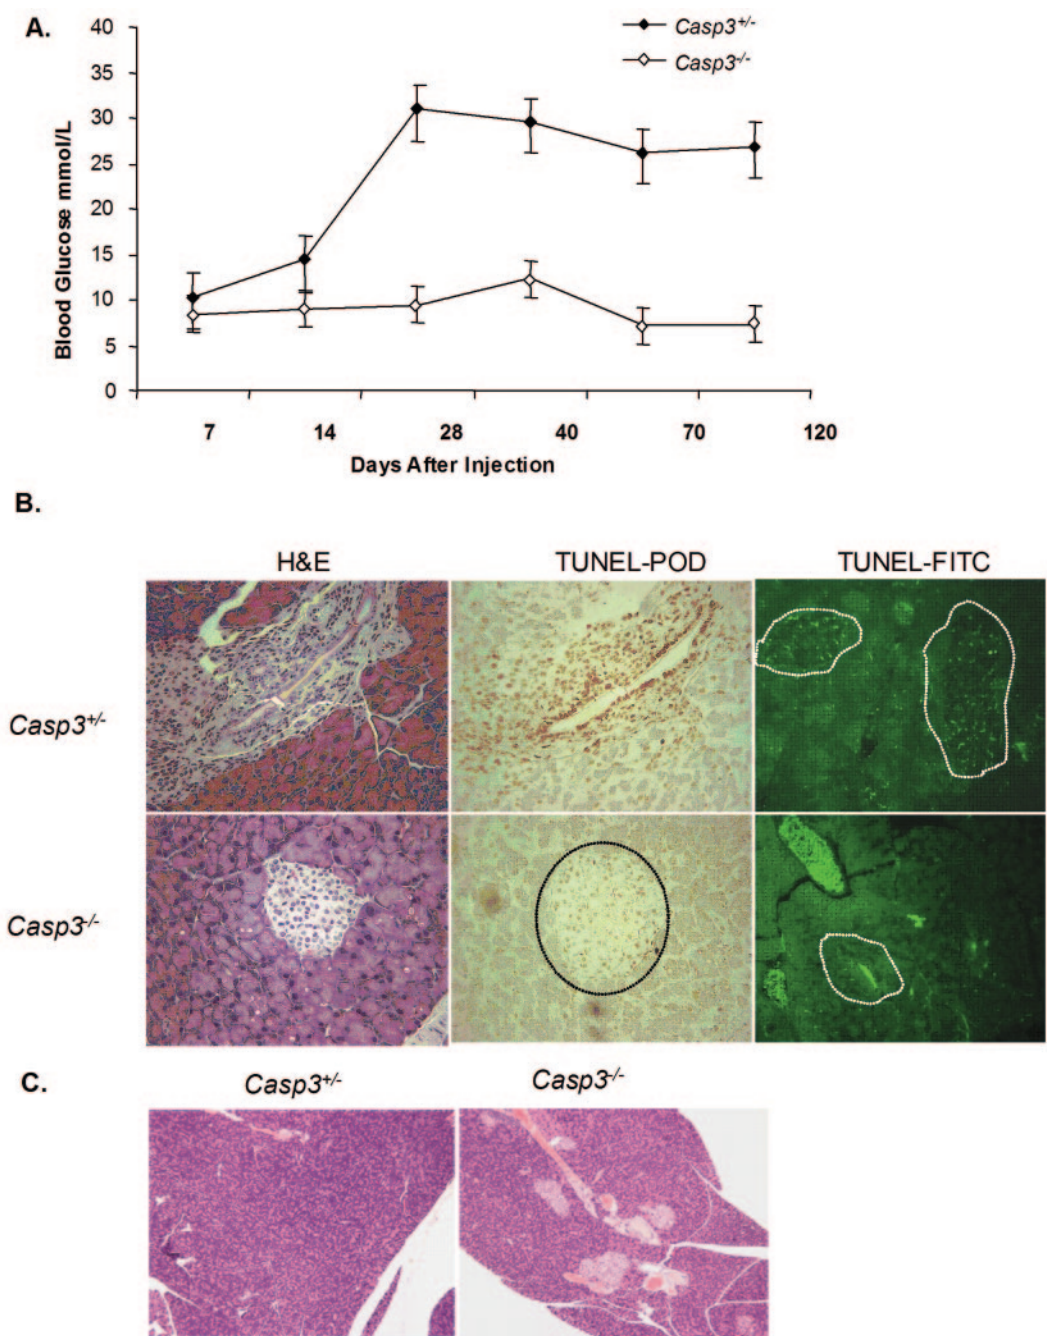 A.
40
35
30
25
20
15
10
5
0
Blood Glucose mmol/L
Casp3+/-
Casp3-/-
7 14 28 40 70 120
Days After Injection
B.
H&E TUNEL-POD TUNEL-FITC
Casp3+/-
Casp3-/-
C.
Casp3+/- Casp3-/-